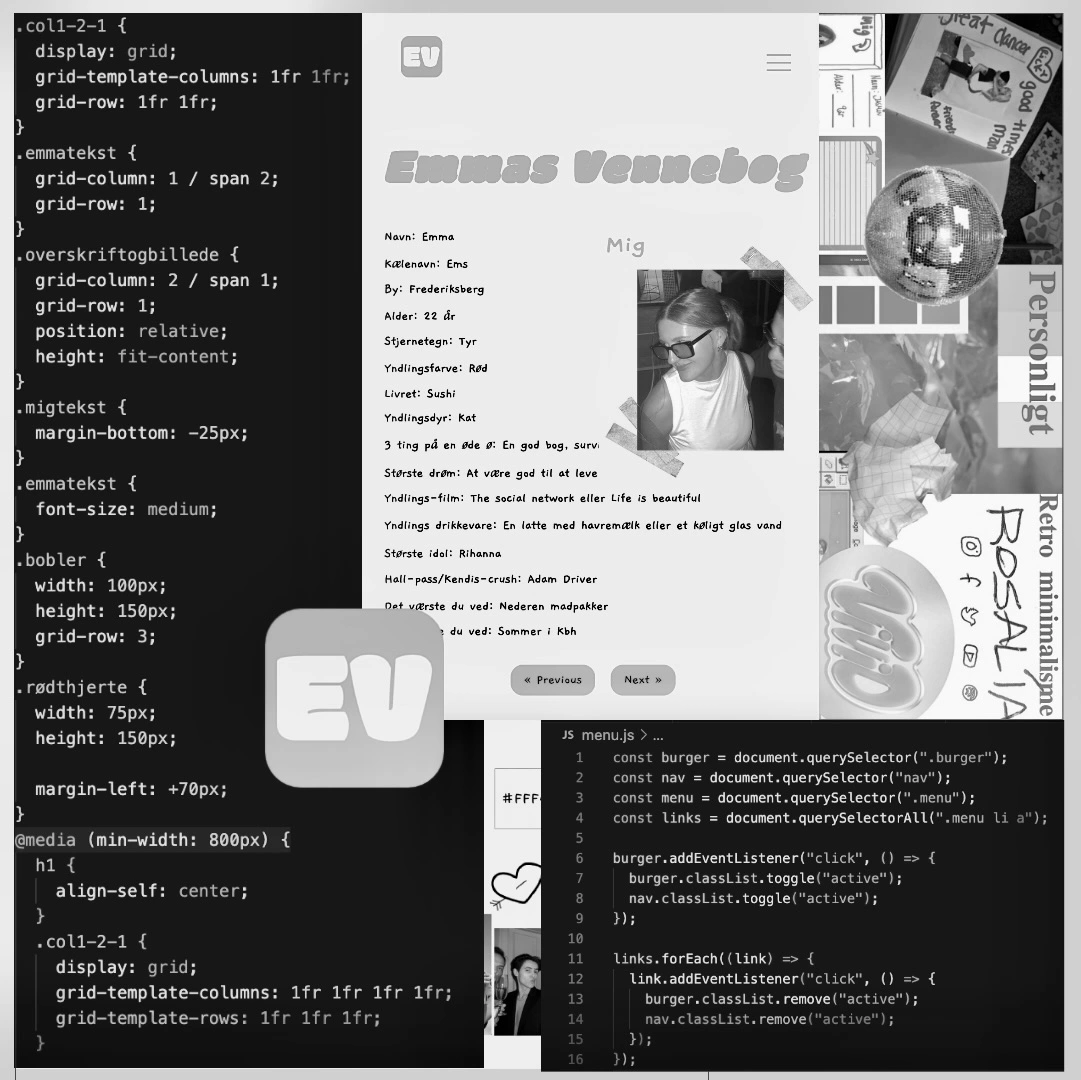 .col1-2-1 {
display: grid;
grid-template-columns: 1fr 1fr;
grid-row: 1fr 1fr;
}
.emmatekst {
grid-column: 1 / span 2;
grid-row: 1;
}
.overskriftogbillede {
grid-column: 2 / span 1;
grid-row: 1;
position: relative;
height: fit-content;
}
.migtekst {
margin-bottom: -25px;
}
.emmatekst {
font-size: medium;
}
.bobler {
width: 100px;
height: 150px;
grid-row: 3;
}
.rødthjerte {
width: 75px;
height: 150px;
margin-left: +70px;
}
@media (min-width: 800px) {
h1 {
align-self: center;
}
.col1-2-1 {
display: grid;
grid-template-columns: 1fr 1fr 1fr 1fr;
grid-template-rows: 1fr 1fr 1fr;
}
EV
Emmas Vennebog
Mig
Navn: Emma
Kælenavn: Ems
By: Frederiksberg
Alder: 22 år
Stjernetegn: Tyr
Yndlingsfarve: Rød
Livret: Sushi
Yndlingsdyr: Kat
3 ting på en øde ø: En god bog, surv
Største drøm: At være god til at leve
Yndlings-film: The social network eller Life is beautiful
Yndlings drikkevare: En latte med havremælk eller et køligt glas vand
Største idol: Rihanna
Hall-pass/Kendis-crush: Adam Driver
Det værste du ved: Nederen madpakker
du ved: Sommer i Kbh
« Previous
Next »
EV
great dancer
good times
Mig
Navn:
Alder:
Personligt
Retro minimalisme
ROSALIA
#FFF
JS menu.js > ...
1 const burger = document.querySelector(".burger");
2 const nav = document.querySelector("nav");
3 const menu = document.querySelector(".menu");
4 const links = document.querySelectorAll(".menu li a");
5
6 burger.addEventListener("click", () => {
7 burger.classList.toggle("active");
8 nav.classList.toggle("active");
9 });
10
11 links.forEach((link) => {
12 link.addEventListener("click", () => {
13 burger.classList.remove("active");
14 nav.classList.remove("active");
15 });
16 });